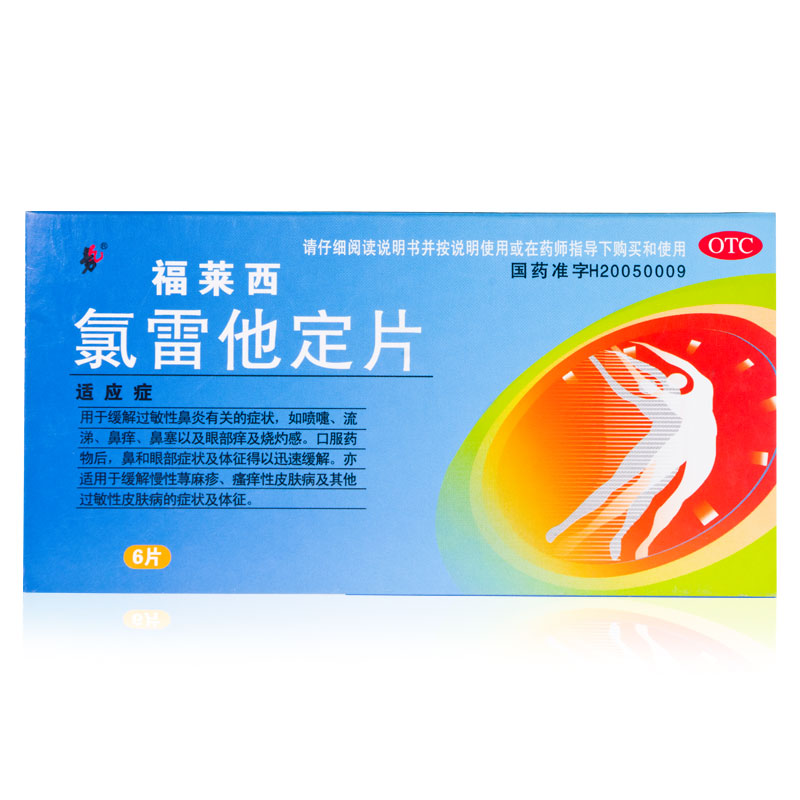 请仔细阅读说明书并按说明使用或在药师指导下购买和使用
OTC
国药准字H20050009
福莱西
氯雷他定片
适应症
用于缓解过敏性鼻炎有关的症状，如喷嚏、流
涕、鼻痒、鼻塞以及眼部痒及烧灼感。口服药
物后，鼻和眼部症状及体征得以迅速缓解。亦
适用于缓解慢性荨麻疹、瘙痒性皮肤病及其他
过敏性皮肤病的症状及体征。
6片